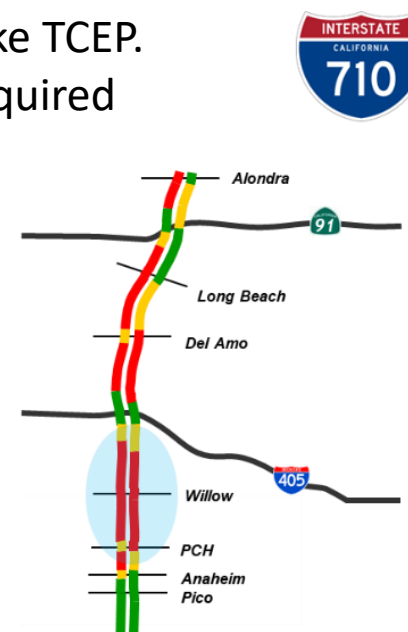 ke TCEP.
quired
INTERSTATE
CALIFORNIA
710
Alondra
91
Long Beach
Del Amo
405
Willow
PCH
Anaheim
Pico